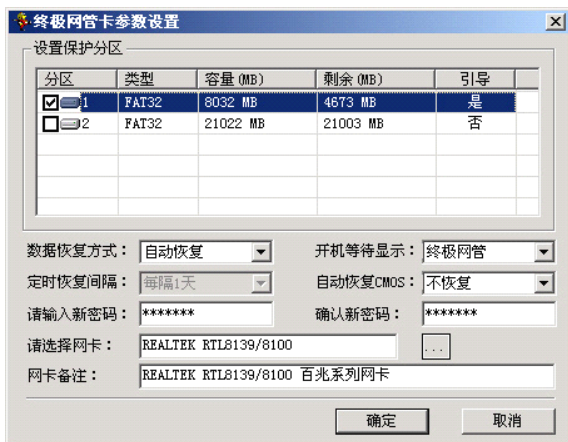 终极网管卡参数设置
设置保护分区
分区 类型 容量(MB) 剩余(MB) 引导
1 FAT32 8032 MB 4673 MB 是
2 FAT32 21022 MB 21003 MB 否
数据恢复方式： 自动恢复 开机等待显示： 终极网管
定时恢复间隔： 每隔1天 自动恢复CMOS： 不恢复
请输入新密码： ******* 确认新密码： *******
请选择网卡： REALTEK RTL8139/8100 ...
网卡备注： REALTEK RTL8139/8100 百兆系列网卡
确定 取消